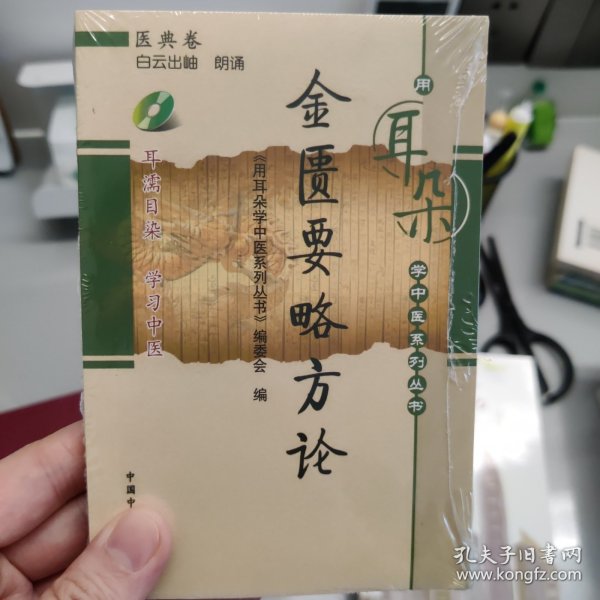 医典卷
白云出岫 朗诵
用
耳朵
学中医系列丛书
金匮要略方论
《用耳朵学中医系列丛书》编委会 编
耳濡目染 学习中医
中国中
孔夫子旧书网
www.kongfz.com